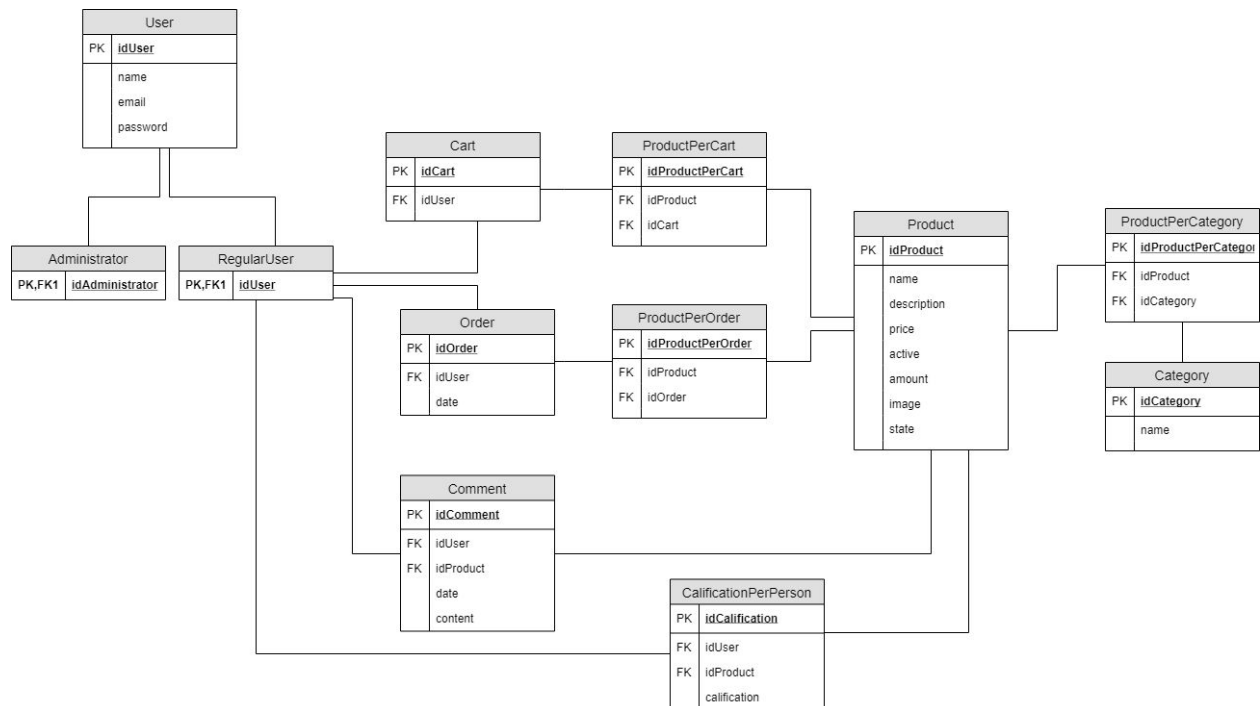 User
PK idUser
name
email
password
Administrator
PK,FK1 idAdministrator
RegularUser
PK,FK1 idUser
Cart
PK idCart
FK idUser
ProductPerCart
PK idProductPerCart
FK idProduct
FK idCart
Order
PK idOrder
FK idUser
date
ProductPerOrder
PK idProductPerOrder
FK idProduct
FK idOrder
Product
PK idProduct
name
description
price
active
amount
image
state
ProductPerCategory
PK idProductPerCategor
FK idProduct
FK idCategory
Category
PK idCategory
name
Comment
PK idComment
FK idUser
FK idProduct
date
content
CalificationPerPerson
PK idCalification
FK idUser
FK idProduct
calification